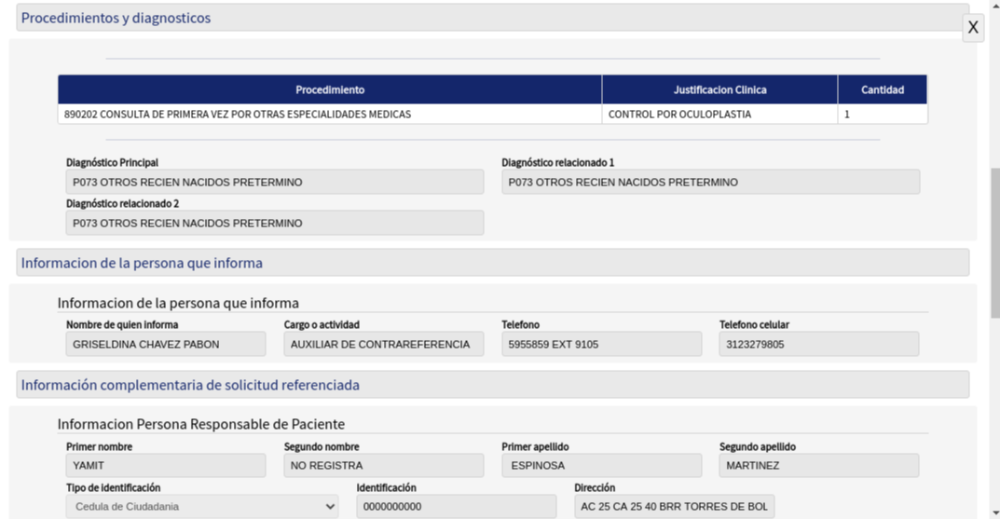 Procedimientos y diagnosticos
X
Procedimiento Justificacion Clinica Cantidad
890202 CONSULTA DE PRIMERA VEZ POR OTRAS ESPECIALIDADES MEDICAS CONTROL POR OCULOPLASTIA 1
Diagnóstico Principal Diagnóstico relacionado 1
P073 OTROS RECIEN NACIDOS PRETERMINO P073 OTROS RECIEN NACIDOS PRETERMINO
Diagnóstico relacionado 2
P073 OTROS RECIEN NACIDOS PRETERMINO
Informacion de la persona que informa
Informacion de la persona que informa
Nombre de quien informa Cargo o actividad Telefono Telefono celular
GRISELDINA CHAVEZ PABON AUXILIAR DE CONTRAREFERENCIA 5955859 EXT 9105 3123279805
Información complementaria de solicitud referenciada
Informacion Persona Responsable de Paciente
Primer nombre Segundo nombre Primer apellido Segundo apellido
YAMIT NO REGISTRA ESPINOSA MARTINEZ
Tipo de identificación Identificación Dirección
Cedula de Ciudadania 0000000000 AC 25 CA 25 40 BRR TORRES DE BOL